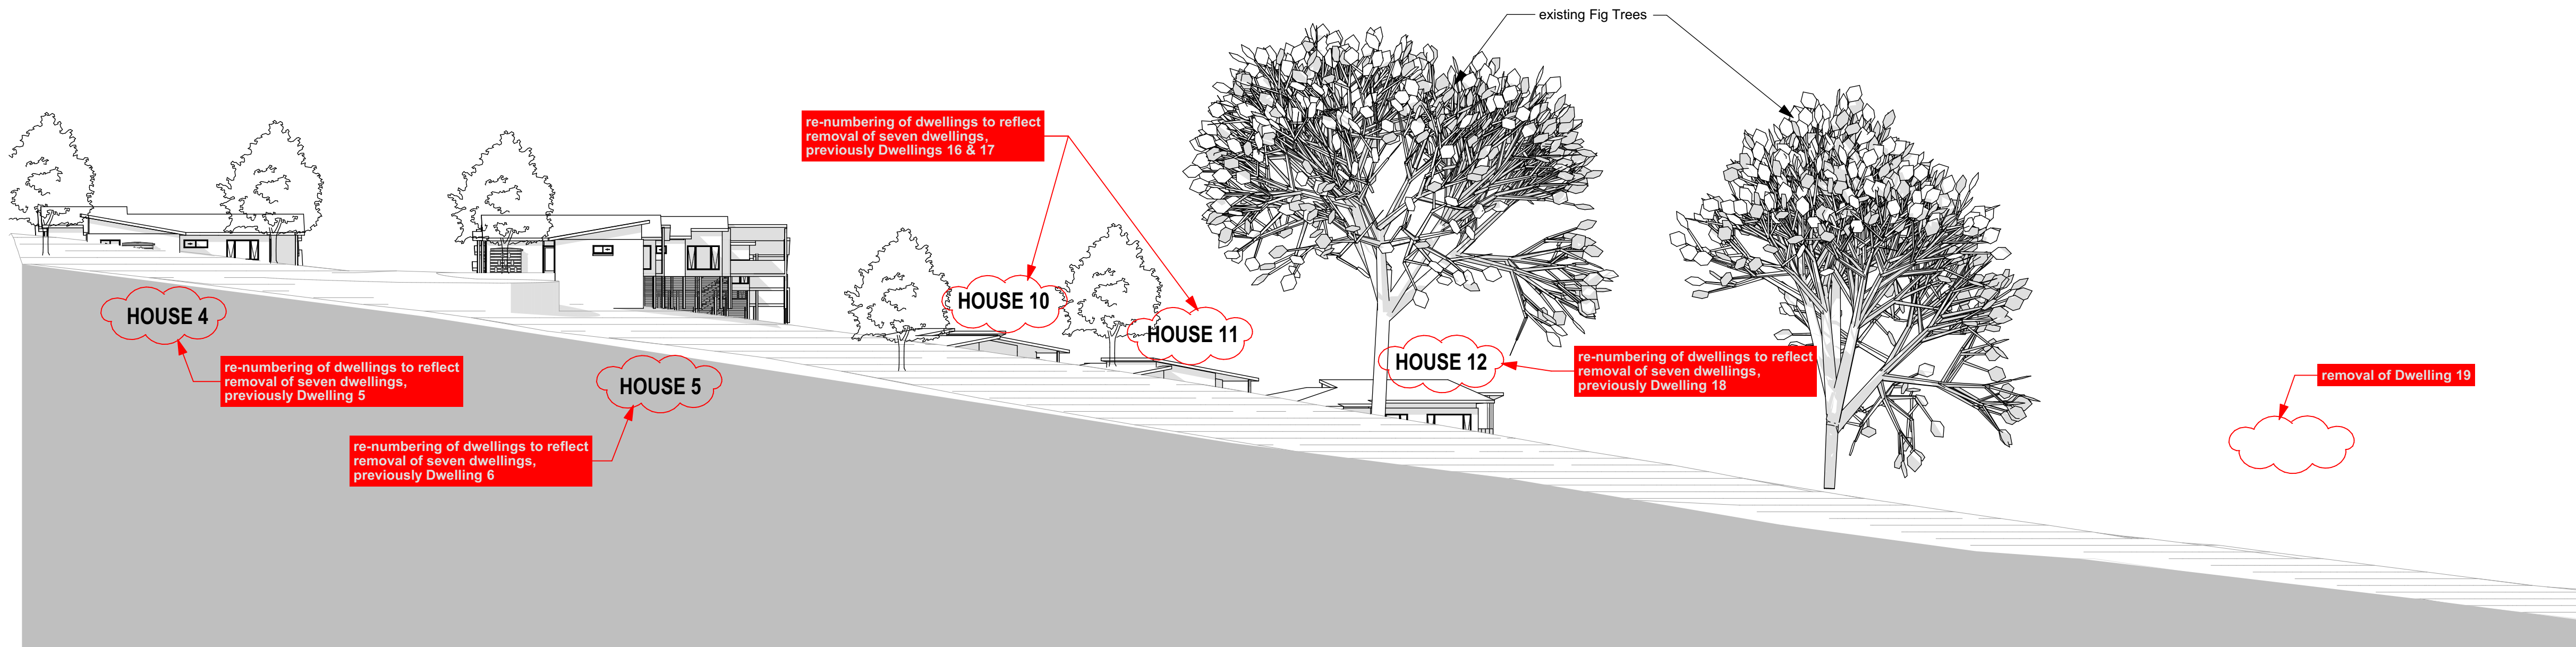 existing Fig Trees
re-numbering of dwellings to reflect
removal of seven dwellings,
previously Dwellings 16 & 17
HOUSE 10
HOUSE 11
HOUSE 4
re-numbering of dwellings to reflect
removal of seven dwellings,
previously Dwelling 5
HOUSE 5
re-numbering of dwellings to reflect
removal of seven dwellings,
previously Dwelling 6
HOUSE 12
re-numbering of dwellings to reflect
removal of seven dwellings,
previously Dwelling 18
removal of Dwelling 19